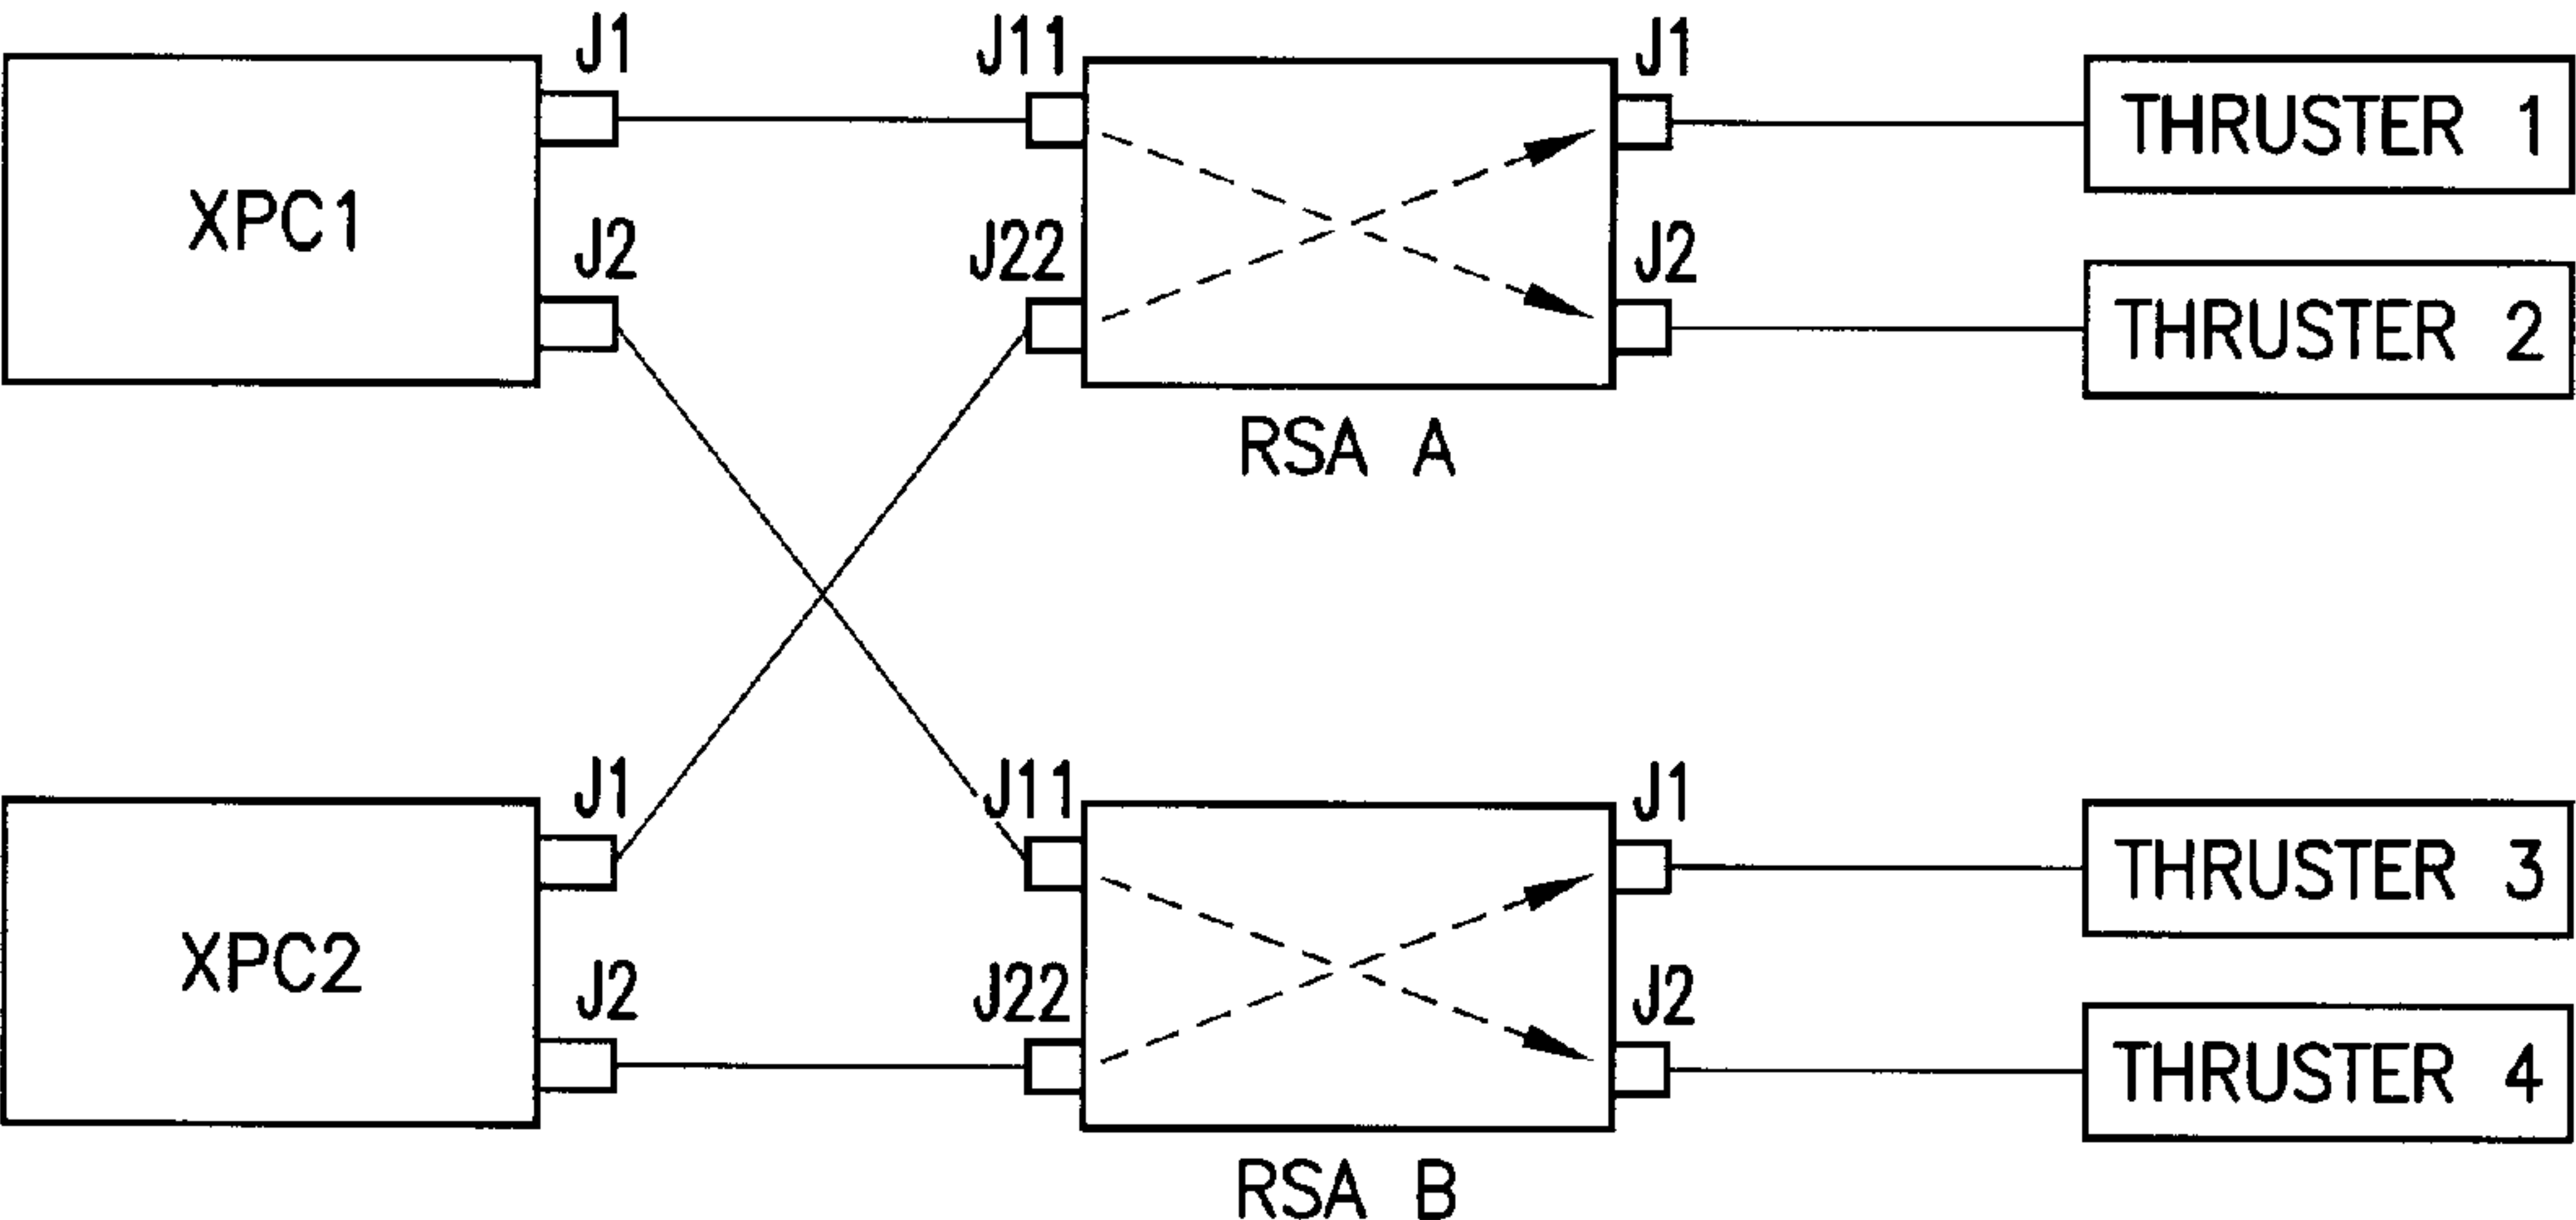 J1
J11
J1
THRUSTER 1
XPC1
J2
J22
J2
THRUSTER 2
RSA A
J1
J11
J1
THRUSTER 3
XPC2
J2
J22
J2
THRUSTER 4
RSA B